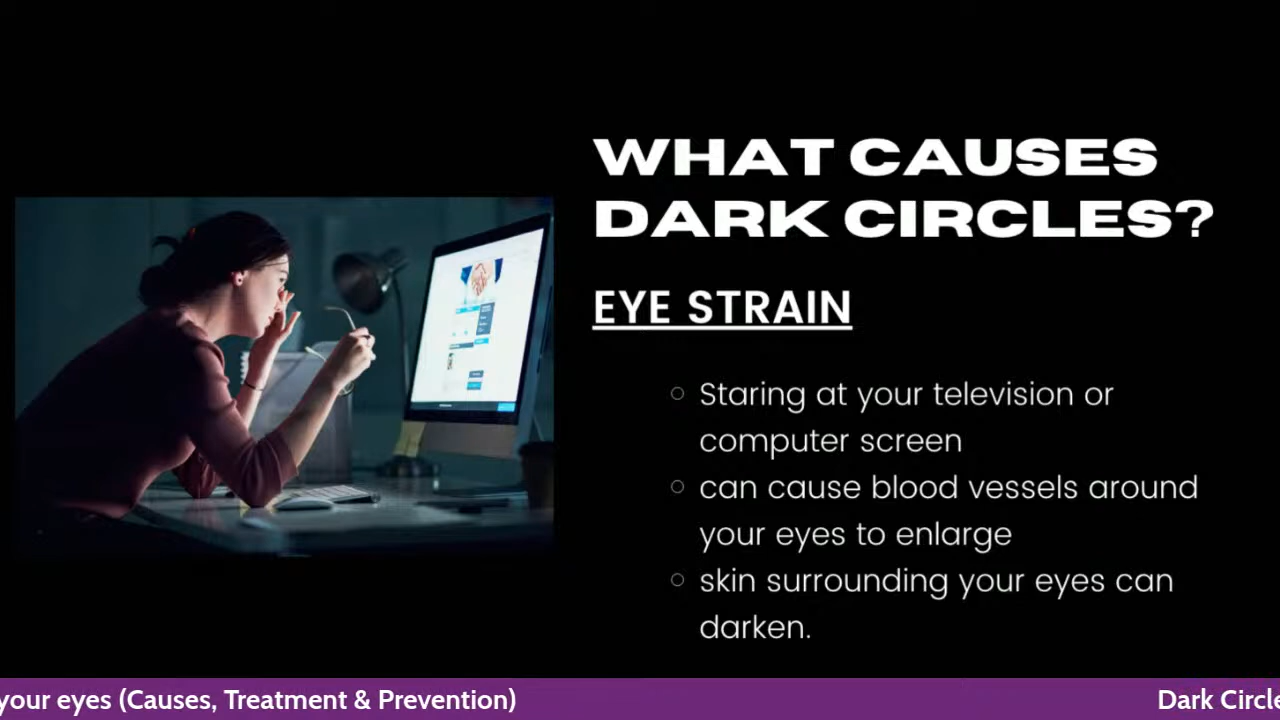 WHAT CAUSES
DARK CIRCLES?
EYE STRAIN
Staring at your television or
computer screen
can cause blood vessels around
your eyes to enlarge
skin surrounding your eyes can
darken.
your eyes (Causes, Treatment & Prevention)
Dark Circle